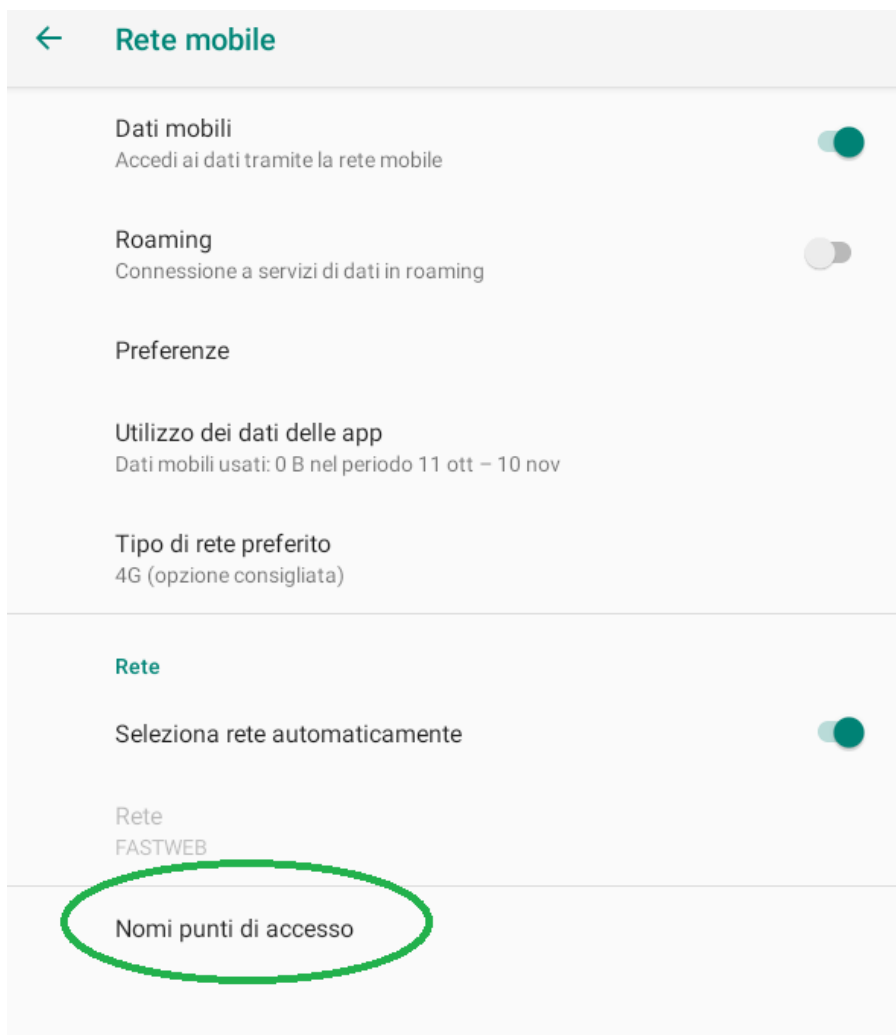 Rete mobile
Dati mobili
Accedi ai dati tramite la rete mobile
Roaming
Connessione a servizi di dati in roaming
Preferenze
Utilizzo dei dati delle app
Dati mobili usati: 0 B nel periodo 11 ott – 10 nov
Tipo di rete preferito
4G (opzione consigliata)
Rete
Seleziona rete automaticamente
Rete
FASTWEB
Nomi punti di accesso